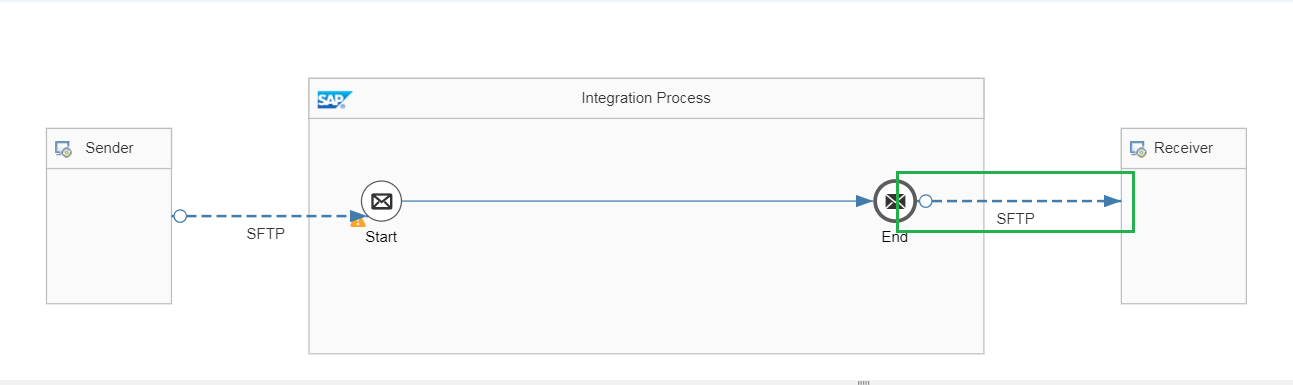 SAP
Integration Process
Sender
Receiver
SFTP
Start
End
SFTP